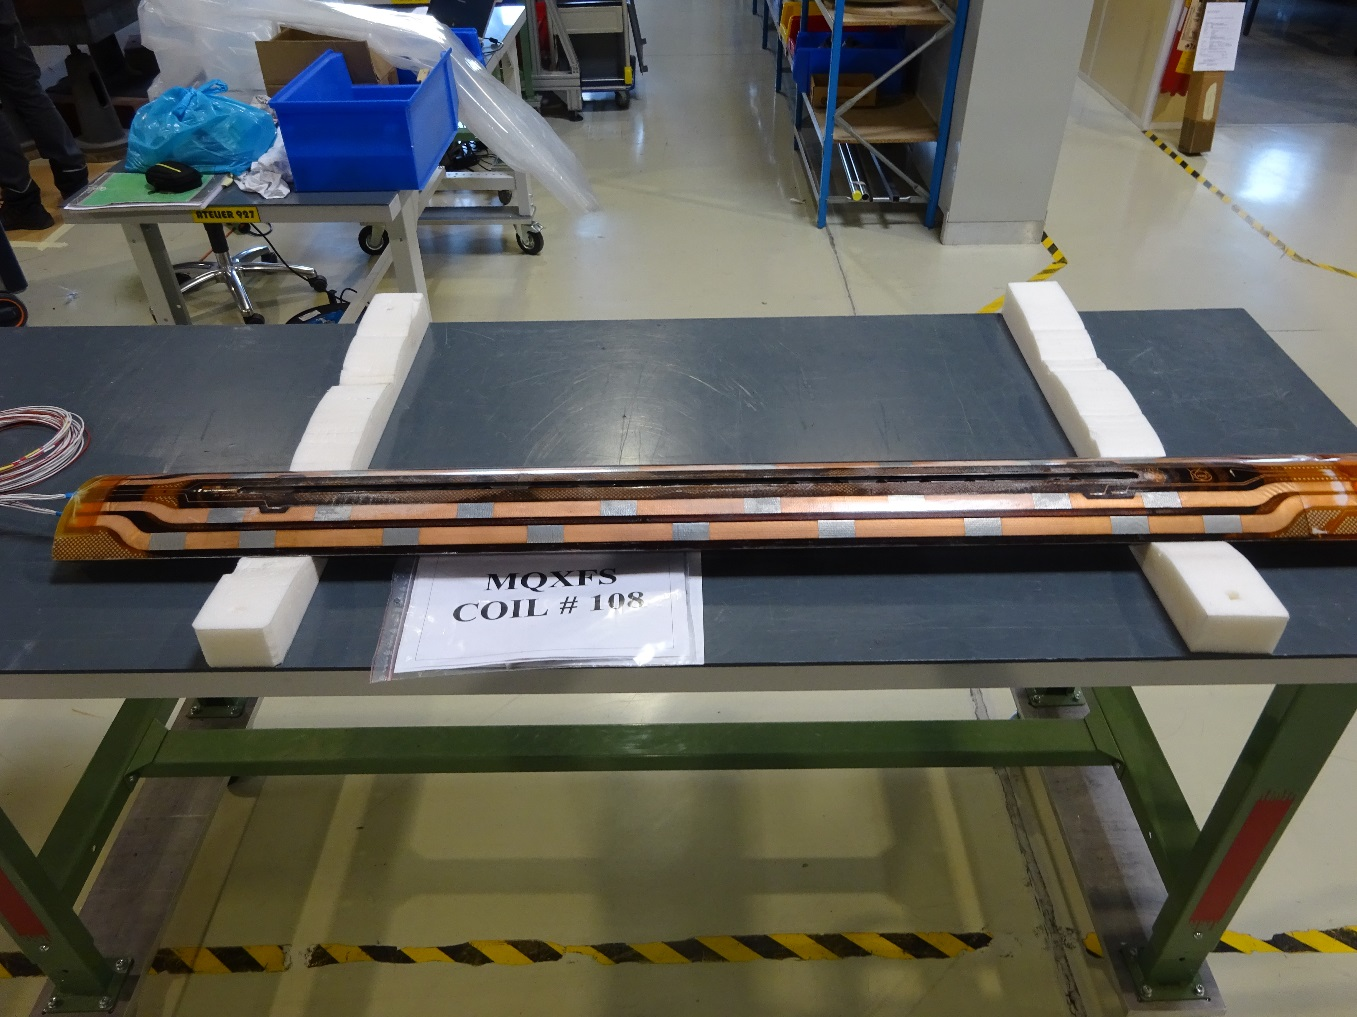 ATELIER 927
MQXFS
COIL # 108